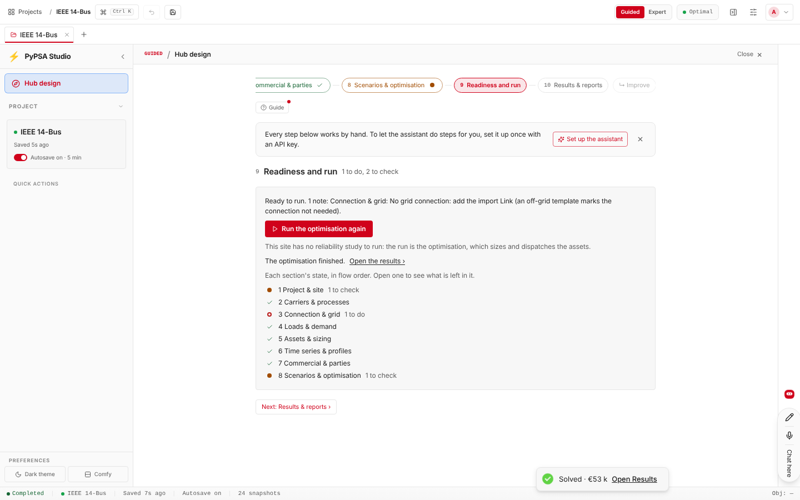 Projects / IEEE 14-Bus ⌘ Ctrl K
Guided Expert Optimal A
IEEE 14-Bus × +
PyPSA Studio
GUIDED / Hub design Close ×
Hub design
PROJECT
IEEE 14-Bus
Saved 5s ago
Autosave on · 5 min
QUICK ACTIONS
ommercial & parties ✓
8 Scenarios & optimisation
9 Readiness and run
10 Results & reports
Improve
Guide
Every step below works by hand. To let the assistant do steps for you, set it up once with
an API key.
Set up the assistant
9 Readiness and run 1 to do, 2 to check
Ready to run. 1 note: Connection & grid: No grid connection: add the import Link (an off-grid template marks the
connection not needed).
Run the optimisation again
This site has no reliability study to run: the run is the optimisation, which sizes and dispatches the assets.
The optimisation finished. Open the results ›
Each section's state, in flow order. Open one to see what is left in it.
1 Project & site 1 to check
2 Carriers & processes
3 Connection & grid 1 to do
4 Loads & demand
5 Assets & sizing
6 Time series & profiles
7 Commercial & parties
8 Scenarios & optimisation 1 to check
Next: Results & reports ›
Chat here
PREFERENCES
Dark theme Comfy
Solved · €53 k Open Results
Completed IEEE 14-Bus Saved 7s ago Autosave on 24 snapshots Obj: —